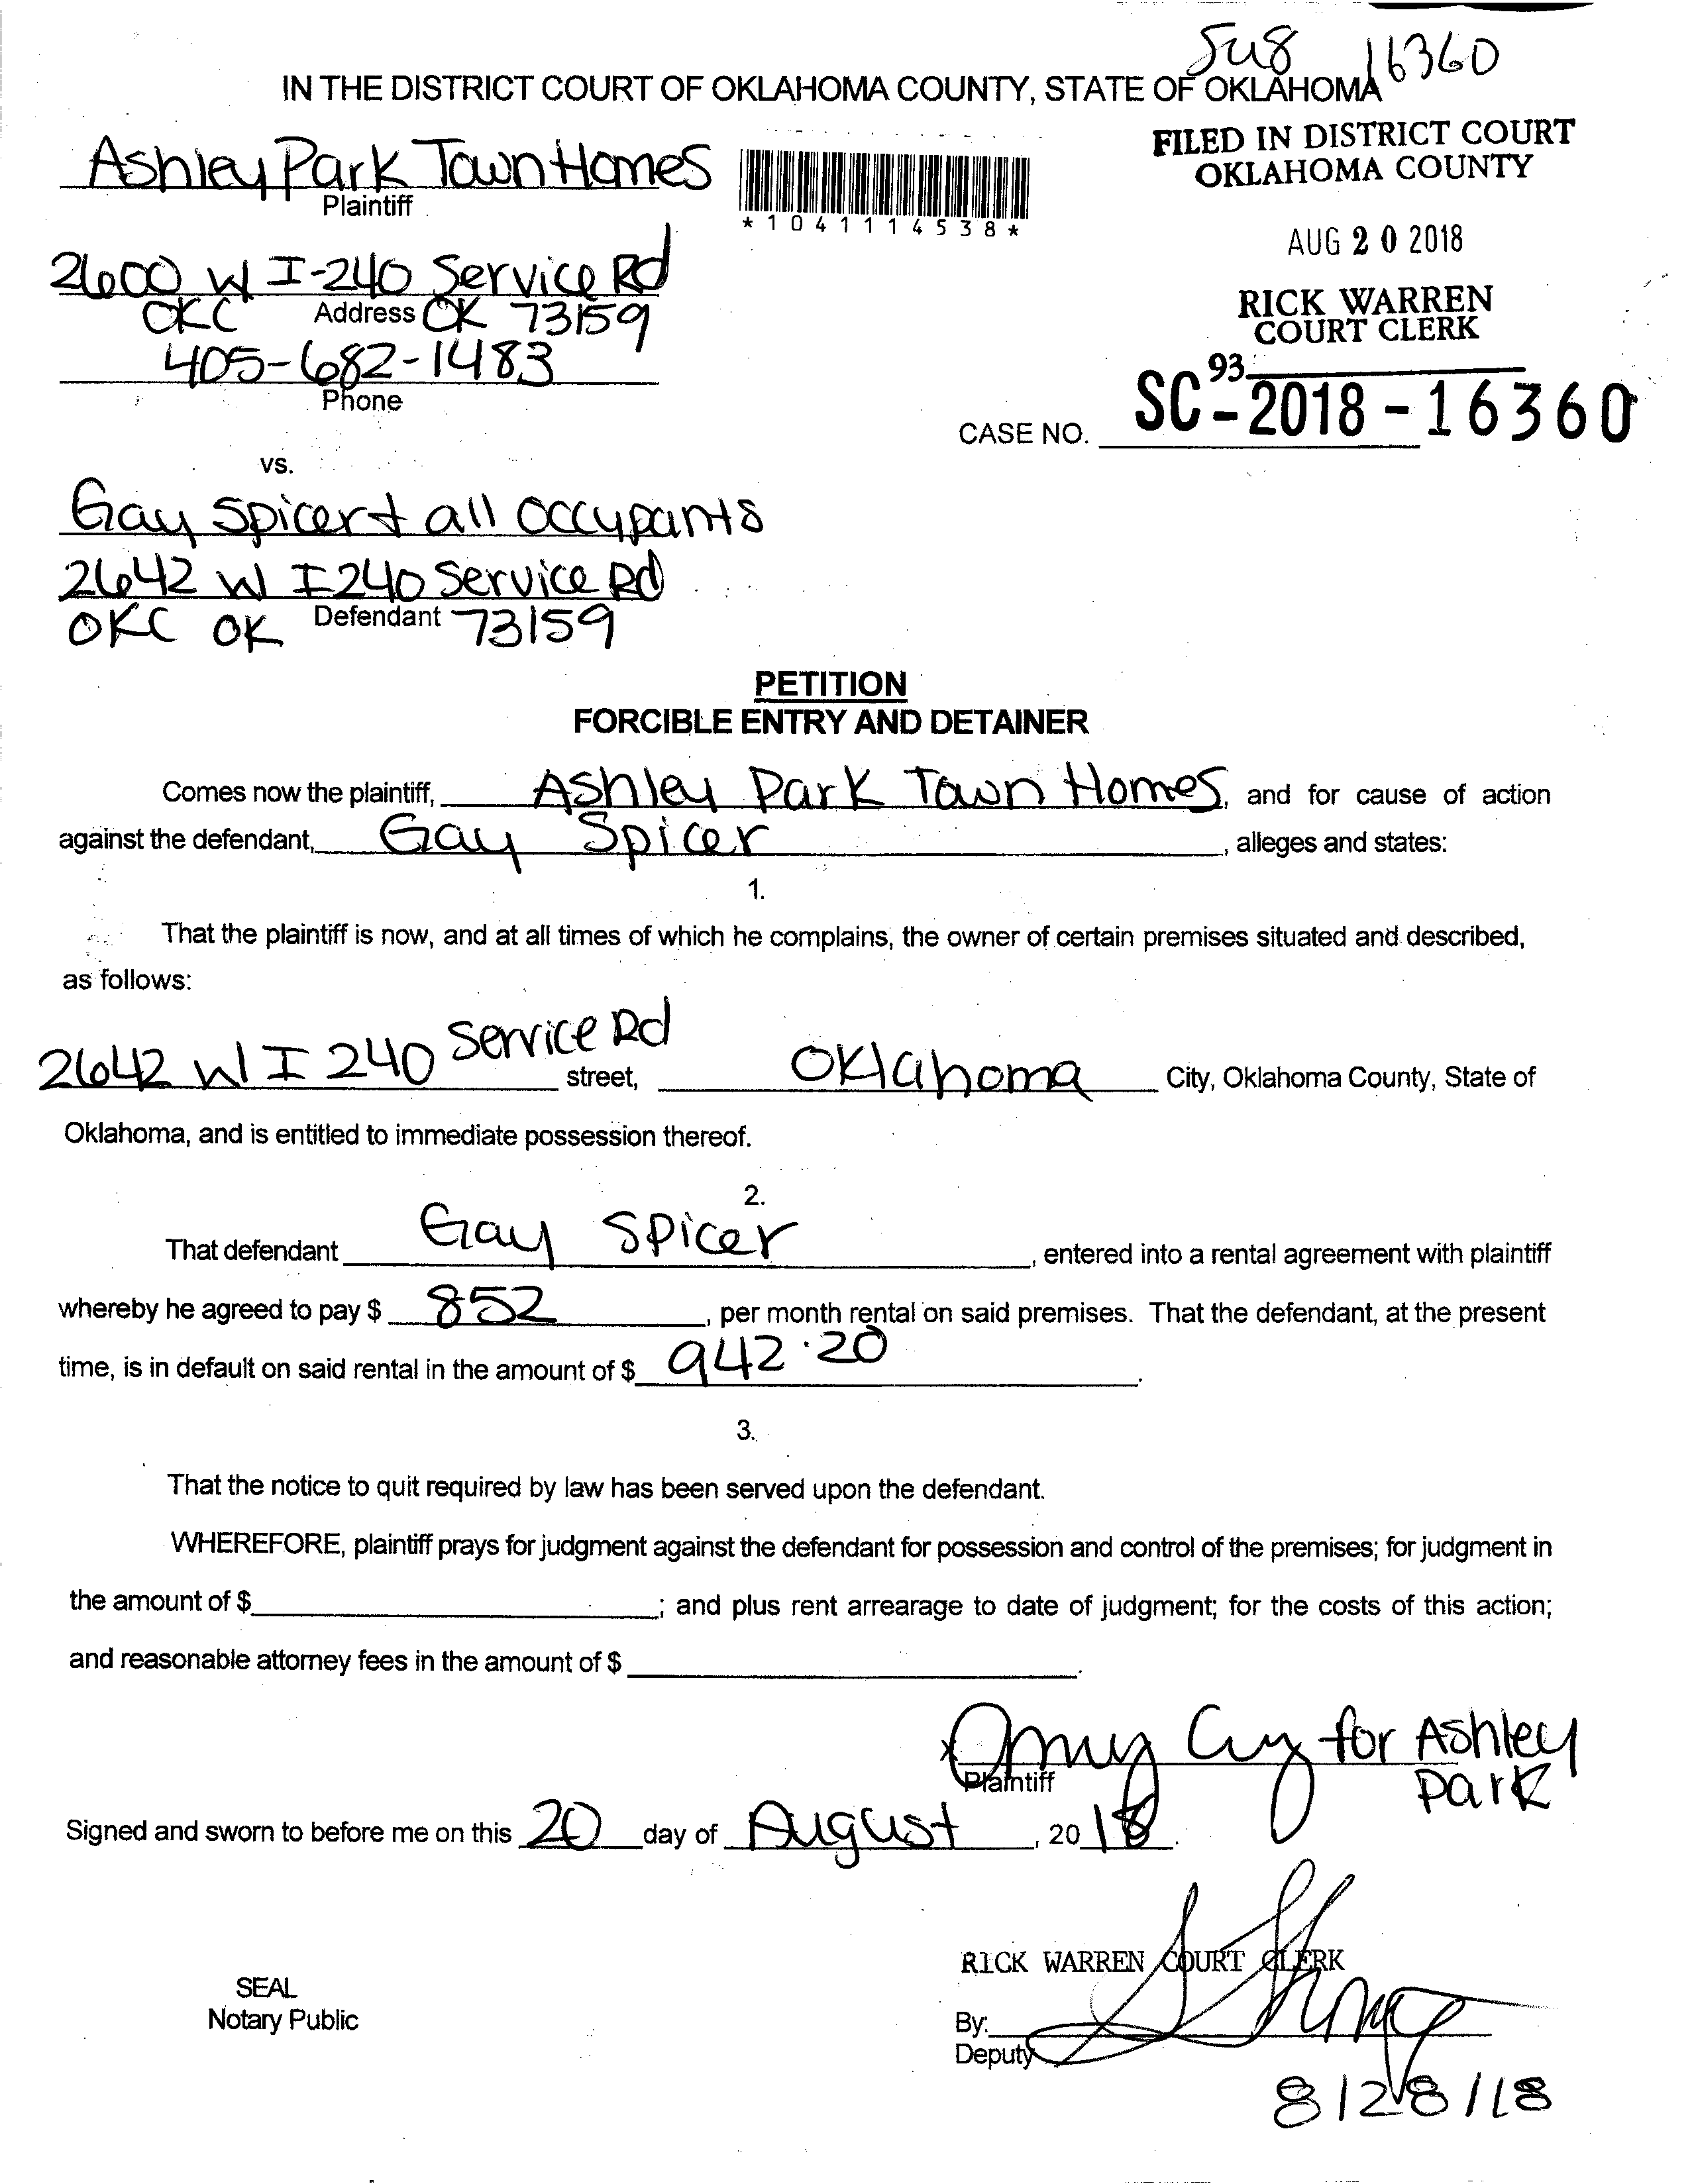 16360
IN THE DISTRICT COURT OF OKLAHOMA COUNTY, STATE OF OKLAHOMA
Ashley Park Town Homes
Plaintiff
*1041114538*
FILED IN DISTRICT COURT
OKLAHOMA COUNTY
AUG 20 2018
RICK WARREN
COURT CLERK
93
2600 W I-240 Service Rd
OKC Address OK 73159
405-682-1483
Phone
CASE NO. SC-2018-16360
vs.
Gay Spicer + all occupants
2642 W I240 Service Rd
Defendant
OKC OK 73159
PETITION
FORCIBLE ENTRY AND DETAINER
Comes now the plaintiff, Ashley Park Town Homes, and for cause of action
against the defendant, Gay Spicer, alleges and states:
1.
That the plaintiff is now, and at all times of which he complains, the owner of certain premises situated and described,
as follows:
2642 W I 240 Service Rd street, Oklahoma City, Oklahoma County, State of
Oklahoma, and is entitled to immediate possession thereof.
2.
That defendant Gay Spicer, entered into a rental agreement with plaintiff
whereby he agreed to pay $ 852, per month rental on said premises. That the defendant, at the present
time, is in default on said rental in the amount of $ 942.20.
3.
That the notice to quit required by law has been served upon the defendant.
WHEREFORE, plaintiff prays for judgment against the defendant for possession and control of the premises; for judgment in
the amount of $ ; and plus rent arrearage to date of judgment; for the costs of this action;
and reasonable attorney fees in the amount of $ .
x Amy for Ashley
Plaintiff Park
Signed and sworn to before me on this 20 day of August, 2018.
RICK WARREN COURT CLERK
SEAL
Notary Public
By:
Deputy
8/28/18